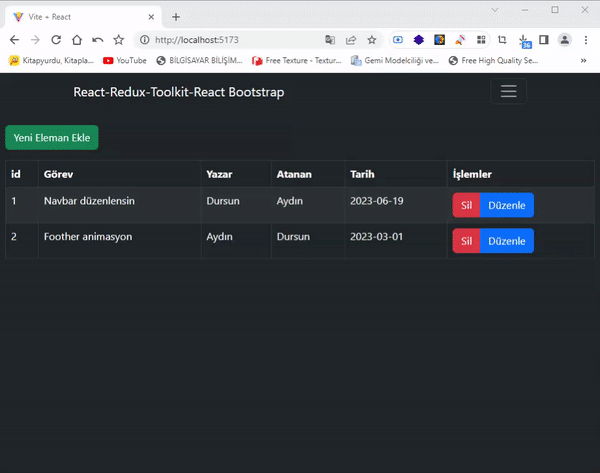 Vite + React
http://localhost:5173
36
Kitapyurdu, Kitapla... YouTube BİLGİSAYAR BİLİŞİM... Free Texture - Textur... Gemi Modelciliği ve... Free High Quality Se... »
React-Redux-Toolkit-React Bootstrap
Yeni Eleman Ekle
id Görev Yazar Atanan Tarih İşlemler
1 Navbar düzenlensin Dursun Aydın 2023-06-19 Sil Düzenle
2 Foother animasyon Aydın Dursun 2023-03-01 Sil Düzenle